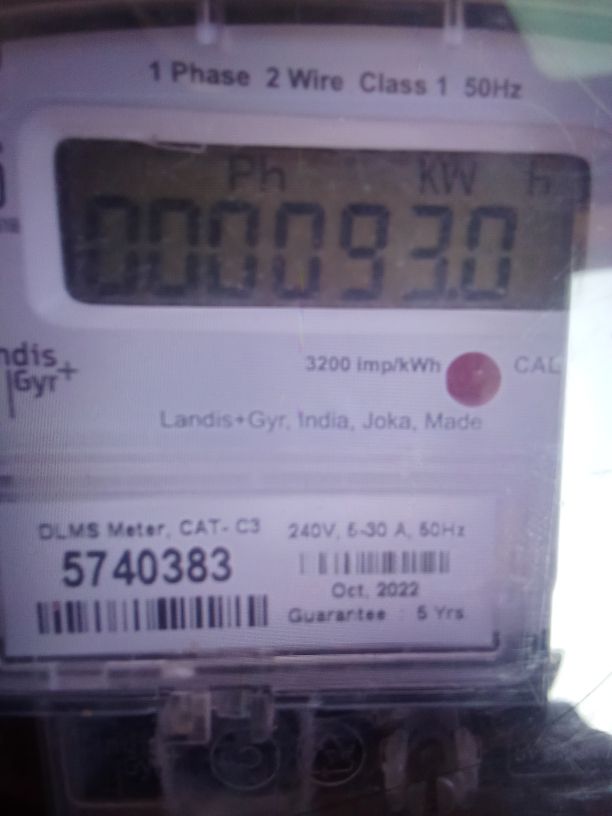 1 Phase 2 Wire Class 1 50Hz
Ph kW h
000093.0
3200 imp/kWh CAL
Gyr+
Landis+Gyr, India, Joka, Made
DLMS Meter, CAT- C3
5740383
240V, 5-30 A, 50Hz
Oct, 2022
Guarantee : 5 Yrs